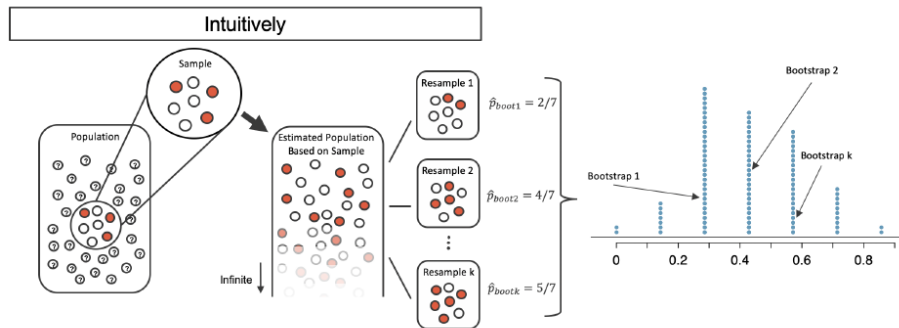 Intuitively
Sample
Population
? ? ? ? ? ? ? ? ? ? ? ? ? ? ? ? ? ? ? ? ? ? ? ? ? ? ? ?
Estimated Population
Based on Sample
Infinite
Resample 1
p̂boot1 = 2/7
Resample 2
p̂boot2 = 4/7
...
Resample k
p̂bootk = 5/7
Bootstrap 2
Bootstrap 1
Bootstrap k
0 0.2 0.4 0.6 0.8